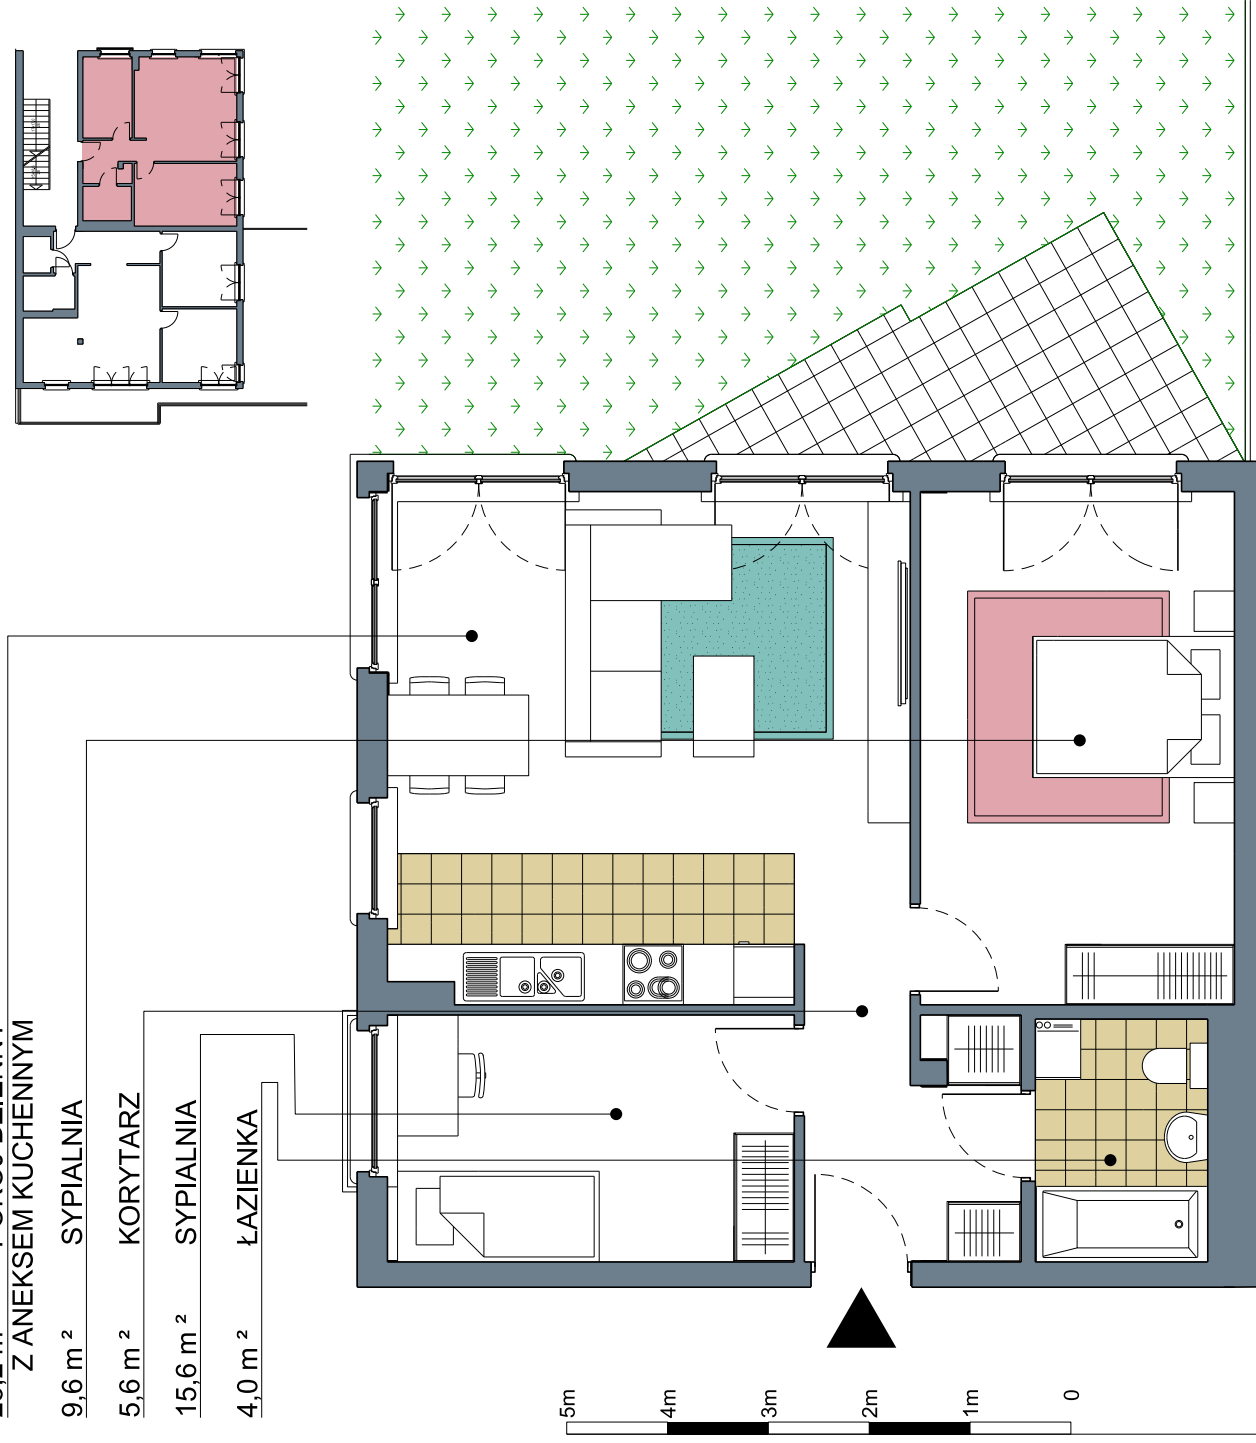 Z ANEKSEM KUCHENNYM
9,6 m ² SYPIALNIA
5,6 m ² KORYTARZ
15,6 m ² SYPIALNIA
4,0 m ² ŁAZIENKA
5m 4m 3m 2m 1m 0